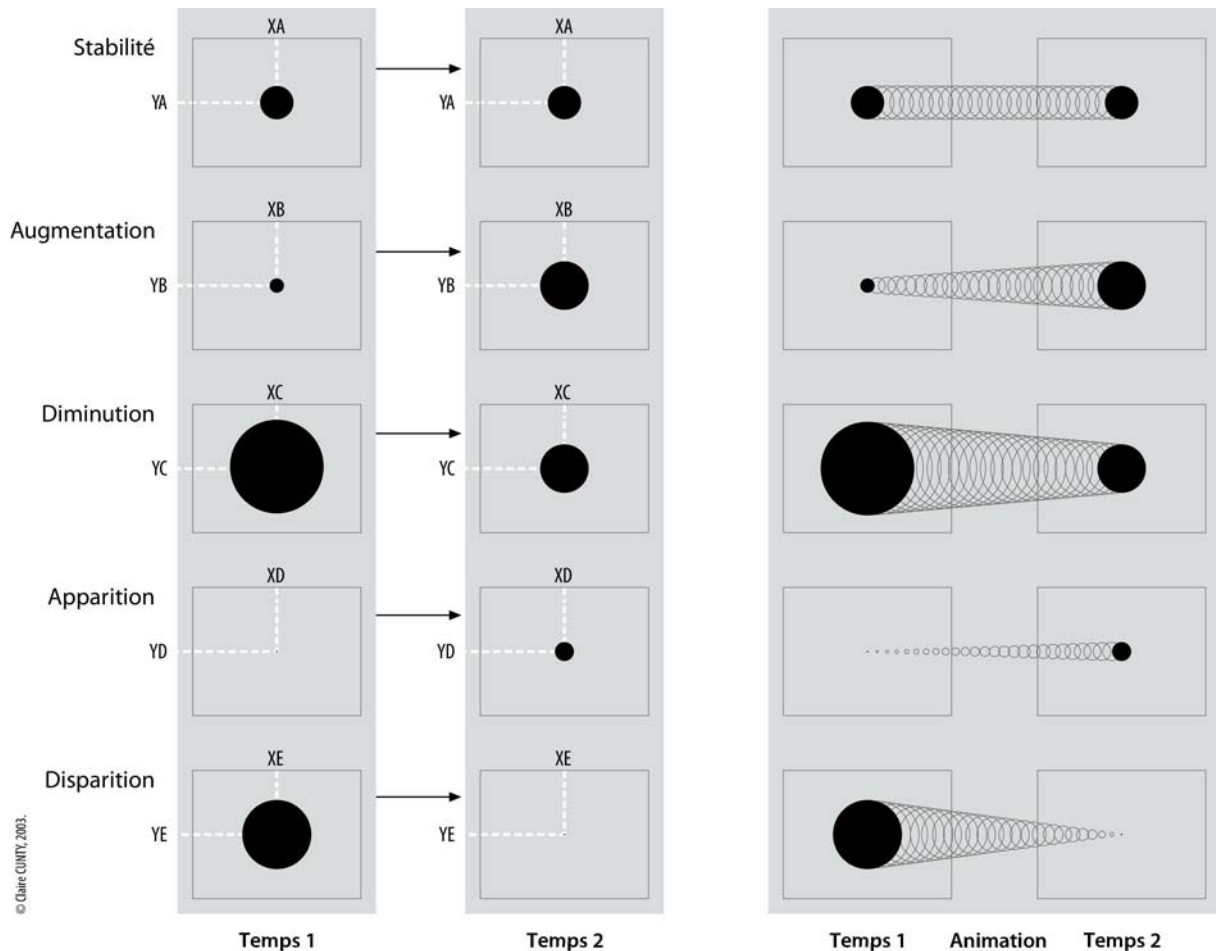 Stabilité
XA
XA
YA
YA
Augmentation
XB
XB
YB
YB
Diminution
XC
XC
YC
YC
Apparition
XD
XD
YD
YD
Disparition
XE
XE
YE
YE
© Claire CUNTY, 2003.
Temps 1
Temps 2
Temps 1
Animation
Temps 2